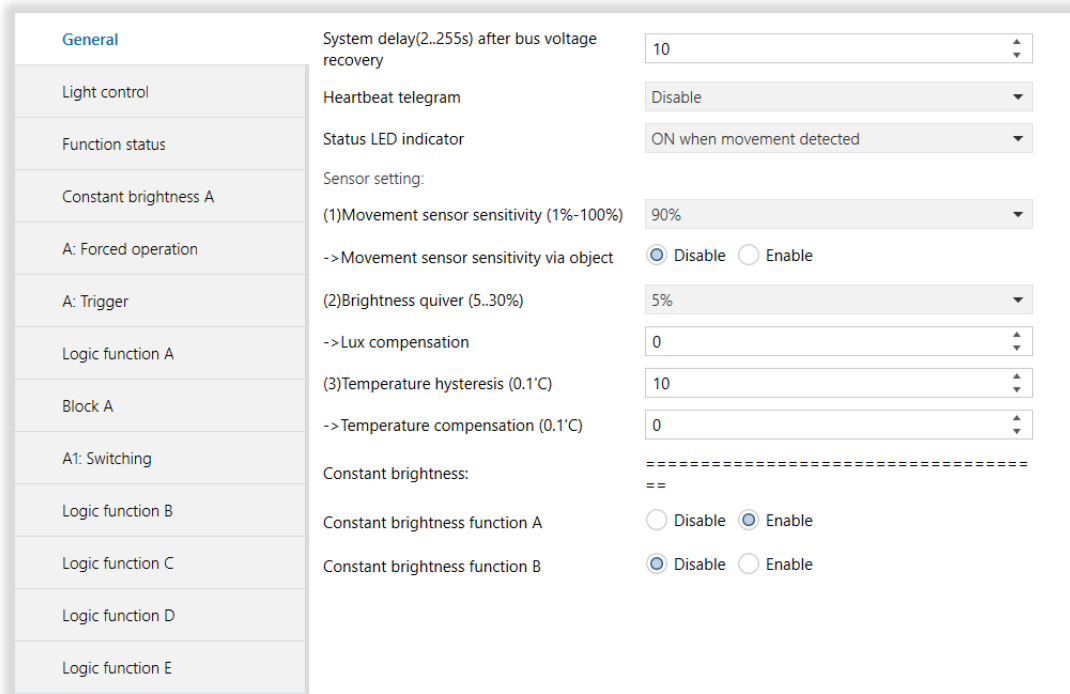 General
Light control
Function status
Constant brightness A
A: Forced operation
A: Trigger
Logic function A
Block A
A1: Switching
Logic function B
Logic function C
Logic function D
Logic function E
System delay(2..255s) after bus voltage
recovery
10
Heartbeat telegram
Disable
Status LED indicator
ON when movement detected
Sensor setting:
(1)Movement sensor sensitivity (1%-100%)
90%
->Movement sensor sensitivity via object
Disable Enable
(2)Brightness quiver (5..30%)
5%
->Lux compensation
0
(3)Temperature hysteresis (0.1'C)
10
->Temperature compensation (0.1'C)
0
Constant brightness:
===================================
==
Constant brightness function A
Disable Enable
Constant brightness function B
Disable Enable